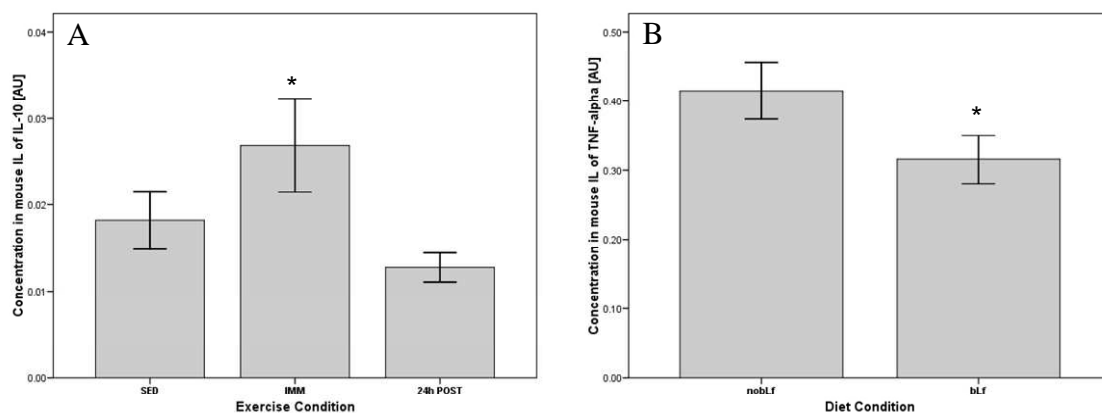 A
Concentration in mouse IL of IL-10 [AU]
0.04
0.03
0.02
0.01
0.00
*
SED
IMM
24h POST
Exercise Condition
B
Concentration in mouse IL of TNF-alpha [AU]
0.50
0.40
0.30
0.20
0.10
0.00
*
nobLf
bLf
Diet Condition